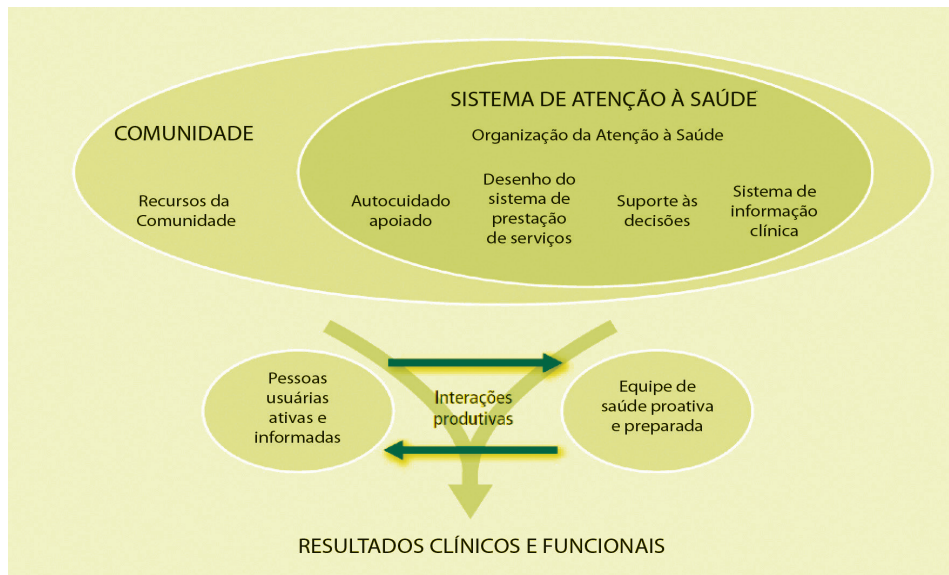 SISTEMA DE ATENÇÃO À SAÚDE
Organização da Atenção à Saúde
COMUNIDADE
Recursos da
Comunidade
Autocuidado
apoiado
Desenho do
sistema de
prestação
de serviços
Suporte às
decisões
Sistema de
informação
clínica
Pessoas
usuárias
ativas e
informadas
Interações
produtivas
Equipe de
saúde proativa
e preparada
RESULTADOS CLÍNICOS E FUNCIONAIS